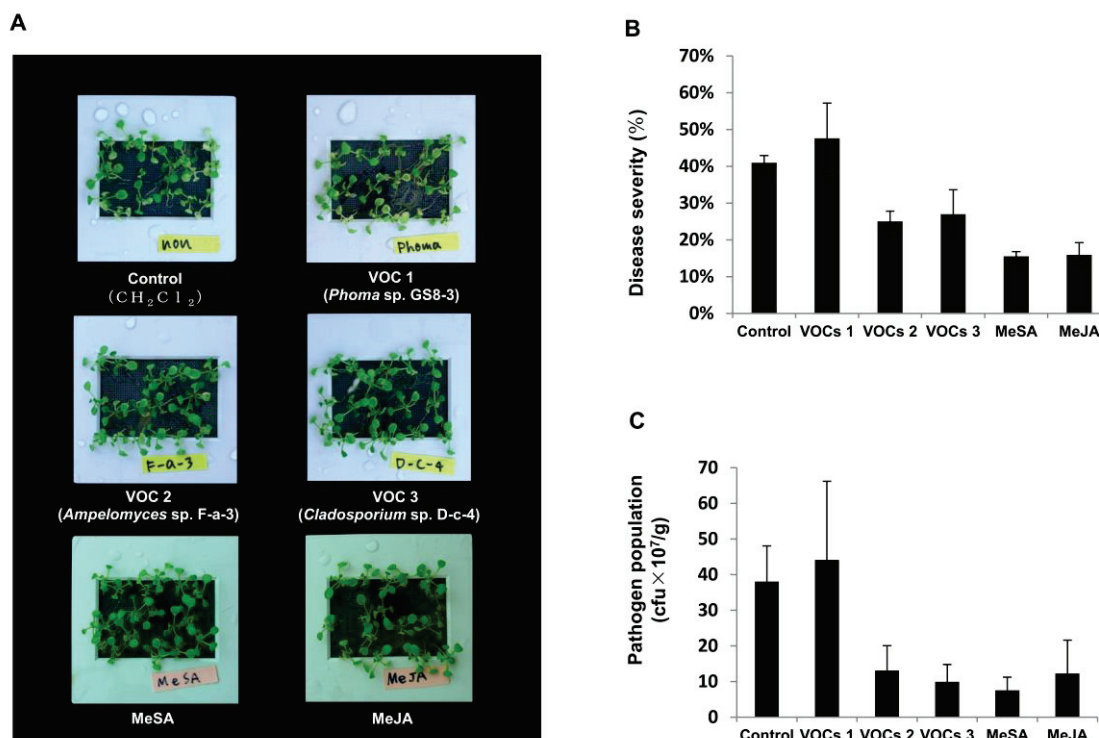 A
non
Phoma
Control
(CH₂Cl₂)
VOC 1
(Phoma sp. GS8-3)
F-a-3
D-c-4
VOC 2
(Ampelomyces sp. F-a-3)
VOC 3
(Cladosporium sp. D-c-4)
MeSA
MeJA
MeSA
MeJA
B
Disease severity (%)
70%
60%
50%
40%
30%
20%
10%
0%
Control VOCs 1 VOCs 2 VOCs 3 MeSA MeJA
C
Pathogen population
(cfu×10⁷/g)
70
60
50
40
30
20
10
0
Control VOCs 1 VOCs 2 VOCs 3 MeSA MeJA